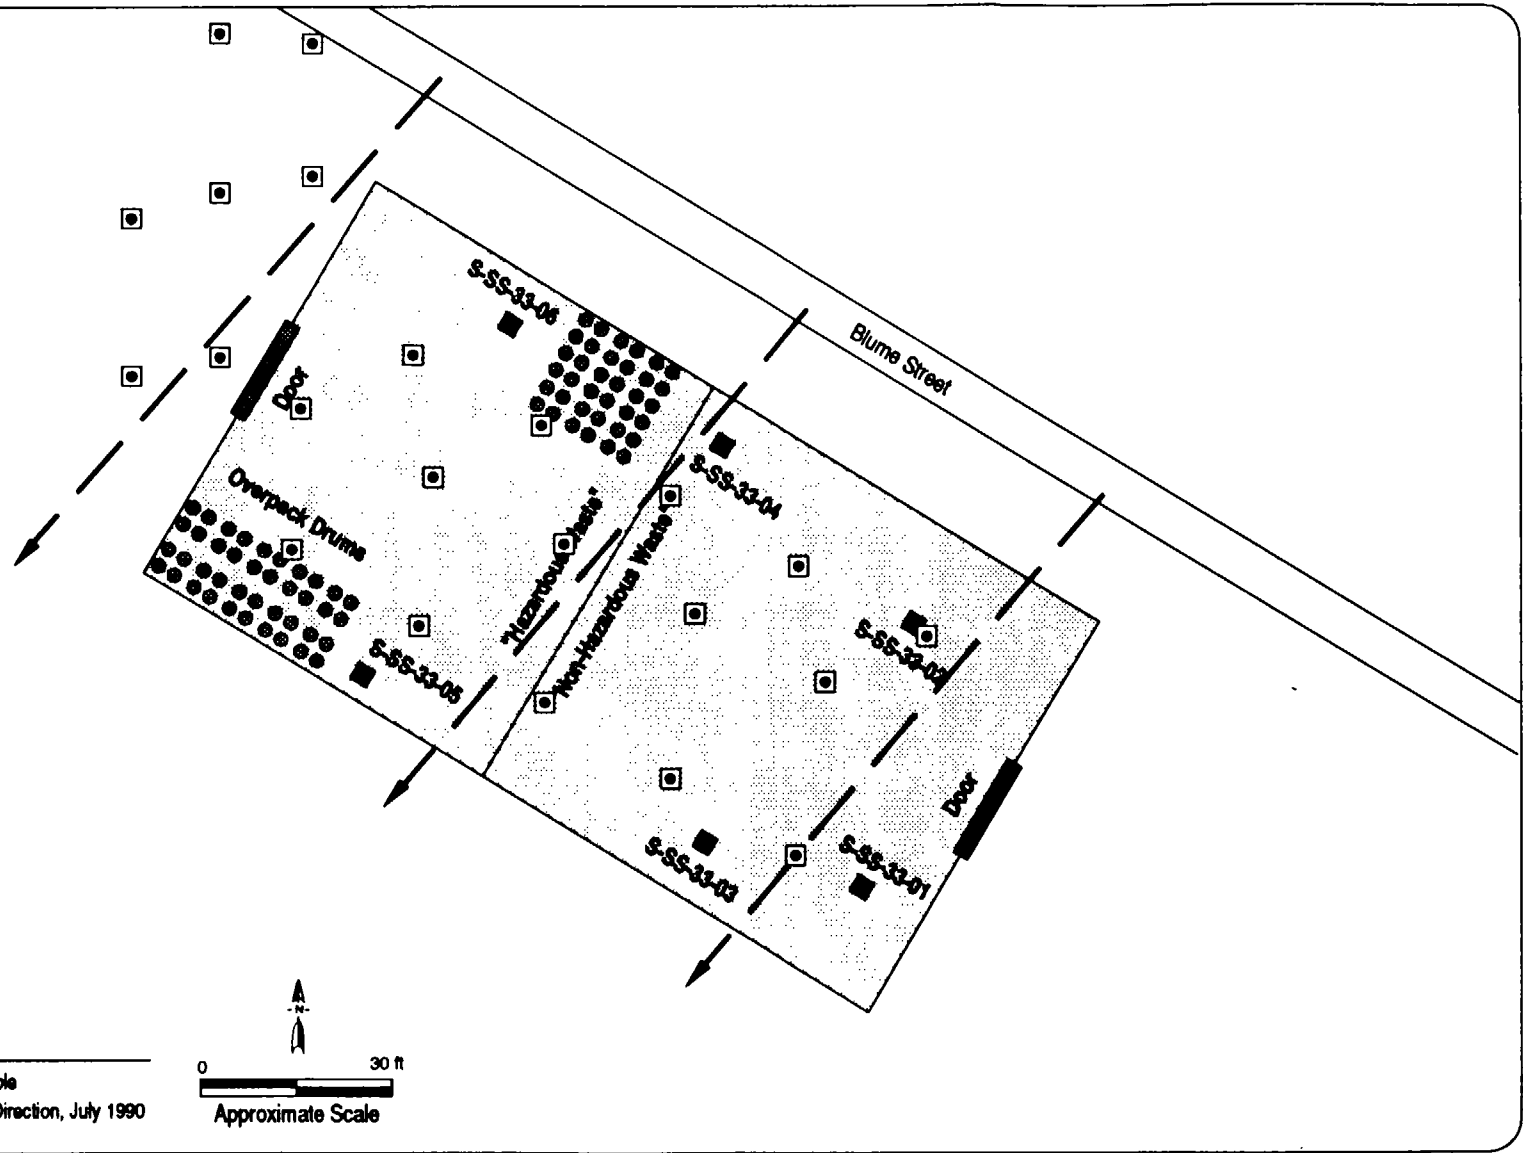 Blume Street
S-SS-33-06
Door
S-SS-33-04
Overpack Drums
"Hazardous Waste"
"Non-Hazardous Waste"
S-SS-33-02
S-SS-33-05
Door
S-SS-33-03
S-SS-33-01
N
0 30 ft
Approximate Scale
Direction, July 1990